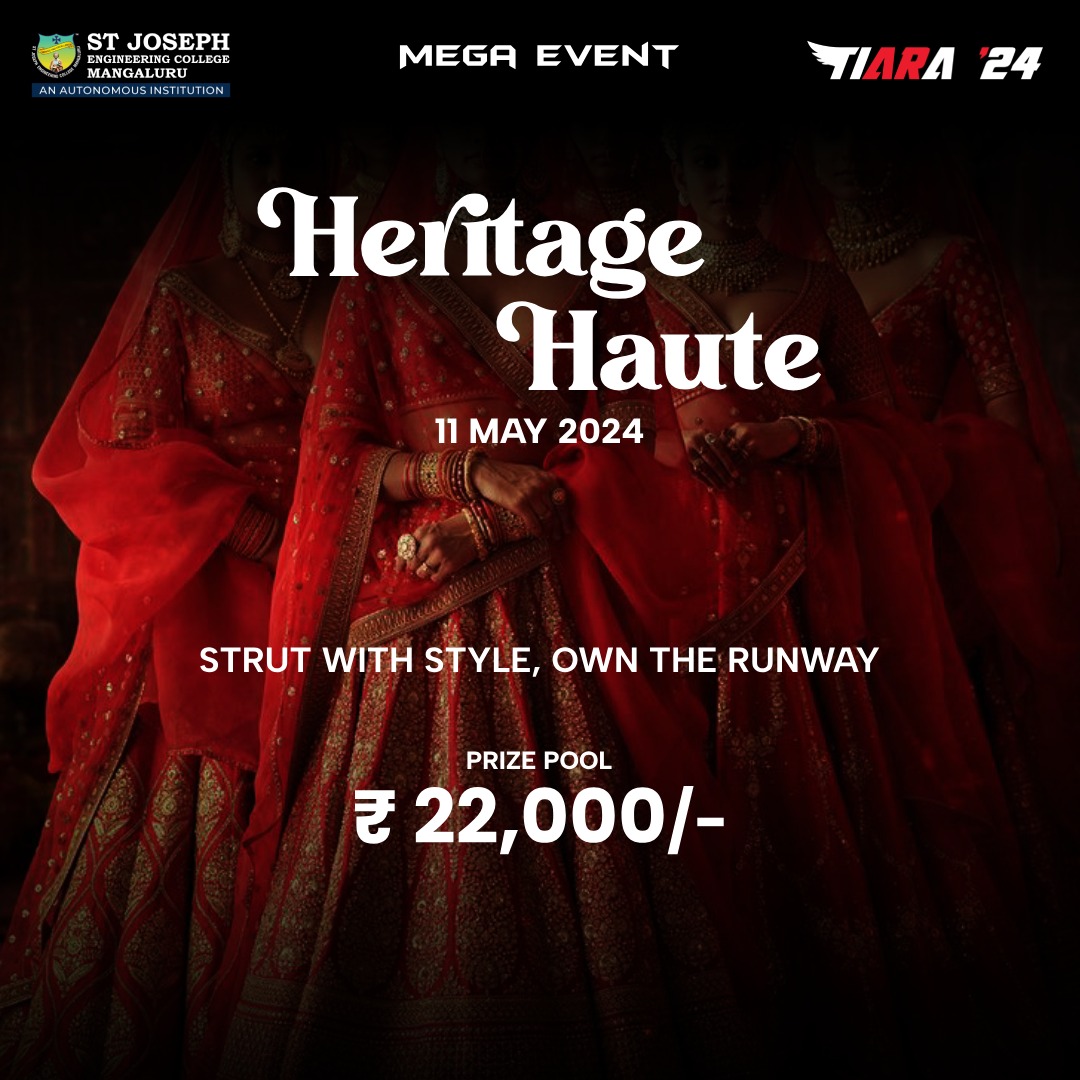 ST JOSEPH
ENGINEERING COLLEGE
MANGALURU
AN AUTONOMOUS INSTITUTION
MEGA EVENT
TIARA '24
Heritage
Haute
11 MAY 2024
STRUT WITH STYLE, OWN THE RUNWAY
PRIZE POOL
₹ 22,000/-